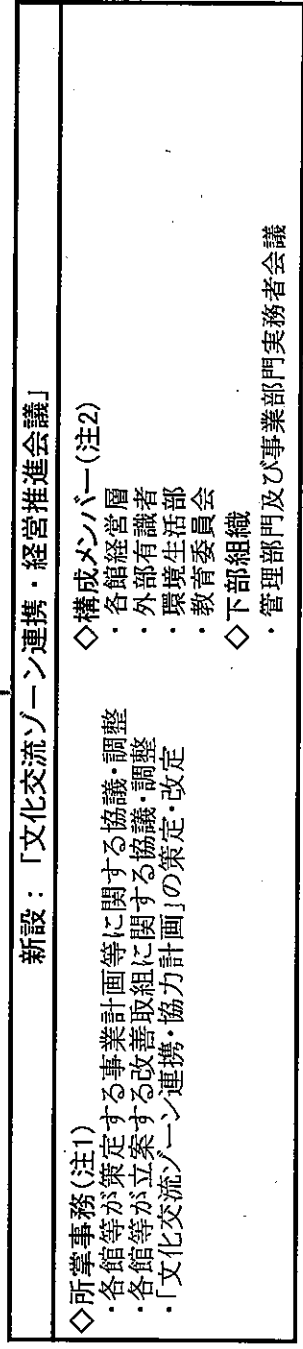 新設：「文化交流ゾーン連携・経営推進会議」
◇所掌事務(注1)
・各館等が策定する事業計画等に関する協議・調整
・各館等が立案する改善取組に関する協議・調整
・「文化交流ゾーン連携・協力計画」の策定・改定
◇構成メンバー(注2)
・各館経営層
・外部有識者
・環境生活部
・教育委員会
◇下部組織
・管理部門及び事業部門実務者会議